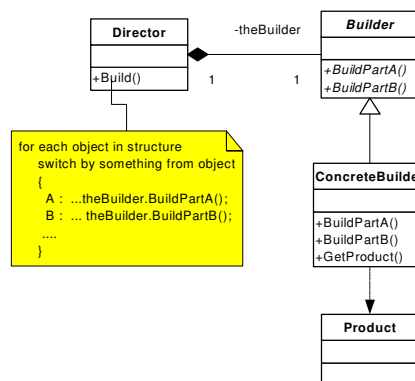 Director
+Build()
-theBuilder
1
1
Builder
+BuildPartA()
+BuildPartB()
for each object in structure
switch by something from object
{
A : ...theBuilder.BuildPartA();
B : ... theBuilder.BuildPartB();
....
}
ConcreteBuilde
+BuildPartA()
+BuildPartB()
+GetProduct()
Product